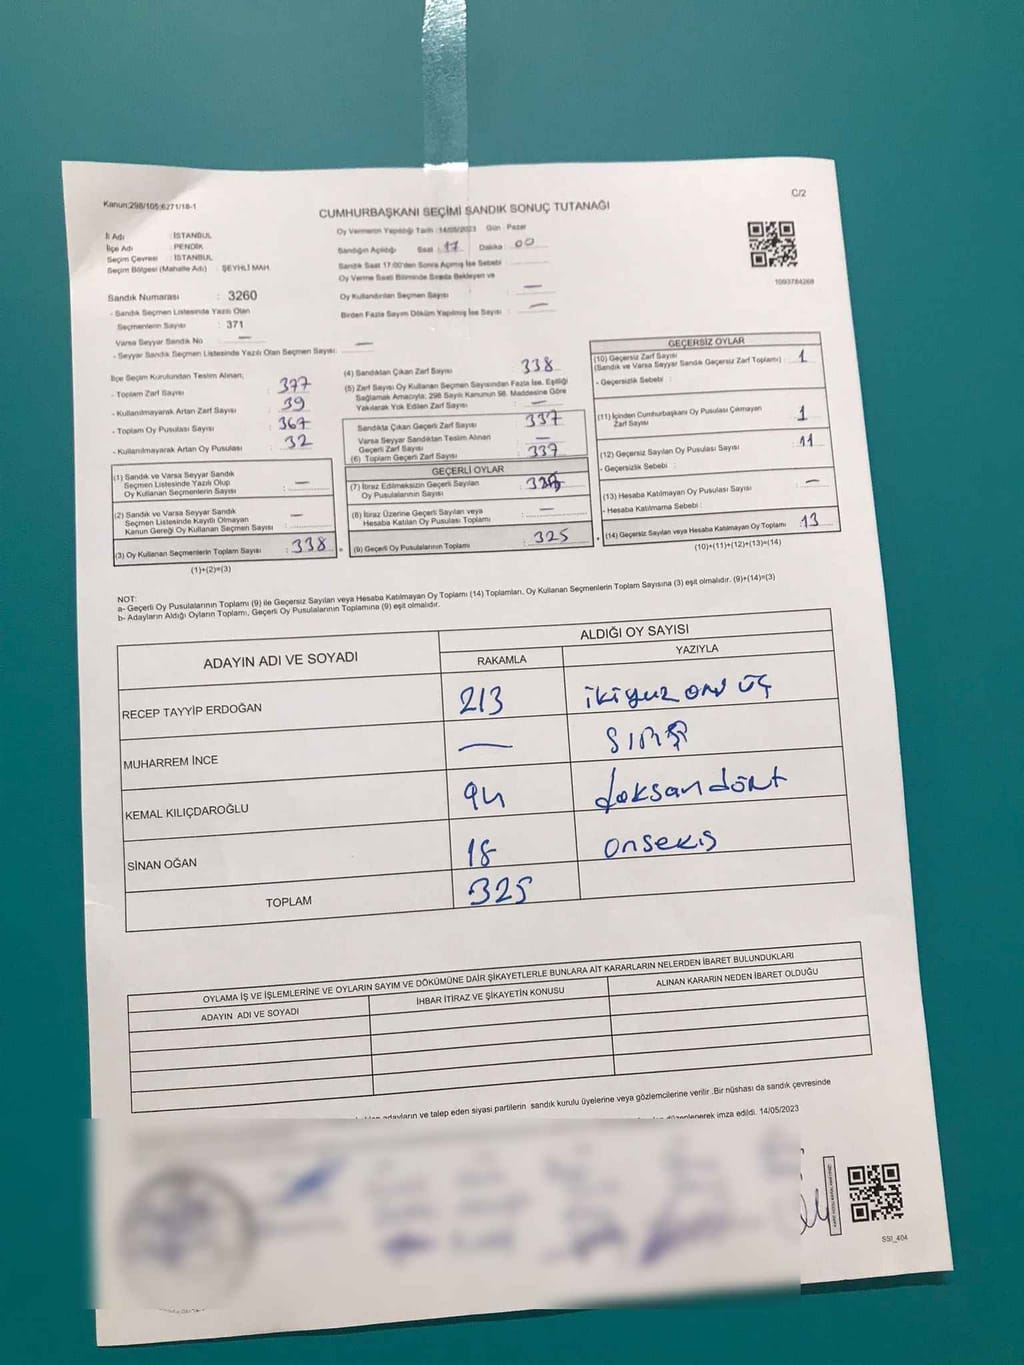 Kanun:298/105;6271/18-1
C/2
CUMHURBAŞKANI SEÇİMİ SANDIK SONUÇ TUTANAĞI
İl Adı : İSTANBUL
İlçe Adı : PENDİK
Seçim Çevresi : İSTANBUL
Seçim Bölgesi (Mahalle Adı) : ŞEYHLİ MAH
Sandık Numarası : 3260
- Sandık Seçmen Listesinde Yazılı Olan
Seçmenlerin Sayısı : 371
Varsa Seyyar Sandık No : —
- Seyyar Sandık Seçmen Listesinde Yazılı Olan Seçmen Sayısı: —
Oy Vermenin Yapıldığı Tarih :14/05/2023 Gün : Pazar
Sandığın Açıldığı Saat : 17 Dakika : 00
Sandık Saat 17:00'den Sonra Açılmış İse Sebebi :
Oy Verme Saati Bitiminde Sırada Bekleyen ve
Oy Kullandırılan Seçmen Sayısı : —
Birden Fazla Sayım Döküm Yapılmış İse Sayısı : —
1093784268
İlçe Seçim Kurulundan Teslim Alınan;
- Toplam Zarf Sayısı : 377
- Kullanılmayarak Artan Zarf Sayısı : 39
- Toplam Oy Pusulası Sayısı : 367
- Kullanılmayarak Artan Oy Pusulası : 32
(1) Sandık ve Varsa Seyyar Sandık
Seçmen Listesinde Yazılı Olup
Oy Kullanan Seçmenlerin Sayısı : —
(2) Sandık ve Varsa Seyyar Sandık
Seçmen Listesinde Kayıtlı Olmayan
Kanun Gereği Oy Kullanan Seçmen Sayısı : —
(3) Oy Kullanan Seçmenlerin Toplam Sayısı : 338
(1)+(2)=(3)
(4) Sandıktan Çıkan Zarf Sayısı : 338
(5) Zarf Sayısı Oy Kullanan Seçmen Sayısından Fazla İse, Eşitliği
Sağlamak Amacıyla; 298 Sayılı Kanunun 98. Maddesine Göre
Yakılarak Yok Edilen Zarf Sayısı : —
Sandıkta Çıkan Geçerli Zarf Sayısı : 337
Varsa Seyyar Sandıktan Teslim Alınan
Geçerli Zarf Sayısı : —
(6) Toplam Geçerli Zarf Sayısı : 337
GEÇERLİ OYLAR
(7) İtiraz Edilmeksizin Geçerli Sayılan
Oy Pusulalarının Sayısı :
(8) İtiraz Üzerine Geçerli Sayılan veya
Hesaba Katılan Oy Pusulası Toplamı : —
= (9) Geçerli Oy Pusulalarının Toplamı : 325
GEÇERSİZ OYLAR
(10) Geçersiz Zarf Sayısı
(Sandık ve Varsa Seyyar Sandık Geçersiz Zarf Toplamı) : 1
- Geçersizlik Sebebi :
(11) İçinden Cumhurbaşkanı Oy Pusulası Çıkmayan
Zarf Sayısı : 1
(12) Geçersiz Sayılan Oy Pusulası Sayısı : 11
- Geçersizlik Sebebi :
(13) Hesaba Katılmayan Oy Pusulası Sayısı : —
- Hesaba Katılmama Sebebi :
+ (14) Geçersiz Sayılan veya Hesaba Katılmayan Oy Toplamı : 13
(10)+(11)+(12)+(13)=(14)
NOT:
a- Geçerli Oy Pusulalarının Toplamı (9) ile Geçersiz Sayılan veya Hesaba Katılmayan Oy Toplamı (14) Toplamları, Oy Kullanan Seçmenlerin Toplam Sayısına (3) eşit olmalıdır. (9)+(14)=(3)
b- Adayların Aldığı Oyların Toplamı, Geçerli Oy Pusulalarının Toplamına (9) eşit olmalıdır.
ADAYIN ADI VE SOYADI
ALDIĞI OY SAYISI
RAKAMLA YAZIYLA
RECEP TAYYİP ERDOĞAN 213 ikiyuz on üç
MUHARREM İNCE —
KEMAL KILIÇDAROĞLU 94 doksan dört
SİNAN OĞAN 18 onsekis
TOPLAM 325
OYLAMA İŞ VE İŞLEMLERİNE VE OYLARIN SAYIM VE DÖKÜMÜNE DAİR ŞİKAYETLERLE BUNLARA AİT KARARLARIN NELERDEN İBARET BULUNDUKLARI
ADAYIN ADI VE SOYADI İHBAR İTİRAZ VE ŞİKAYETİN KONUSU ALINAN KARARIN NEDEN İBARET OLDUĞU
adayların ve talep eden siyasi partilerin sandık kurulu üyelerine veya gözlemcilerine verilir .Bir nüshası da sandık çevresinde
düzenlenerek imza edildi. 14/05/2023
SSI_404